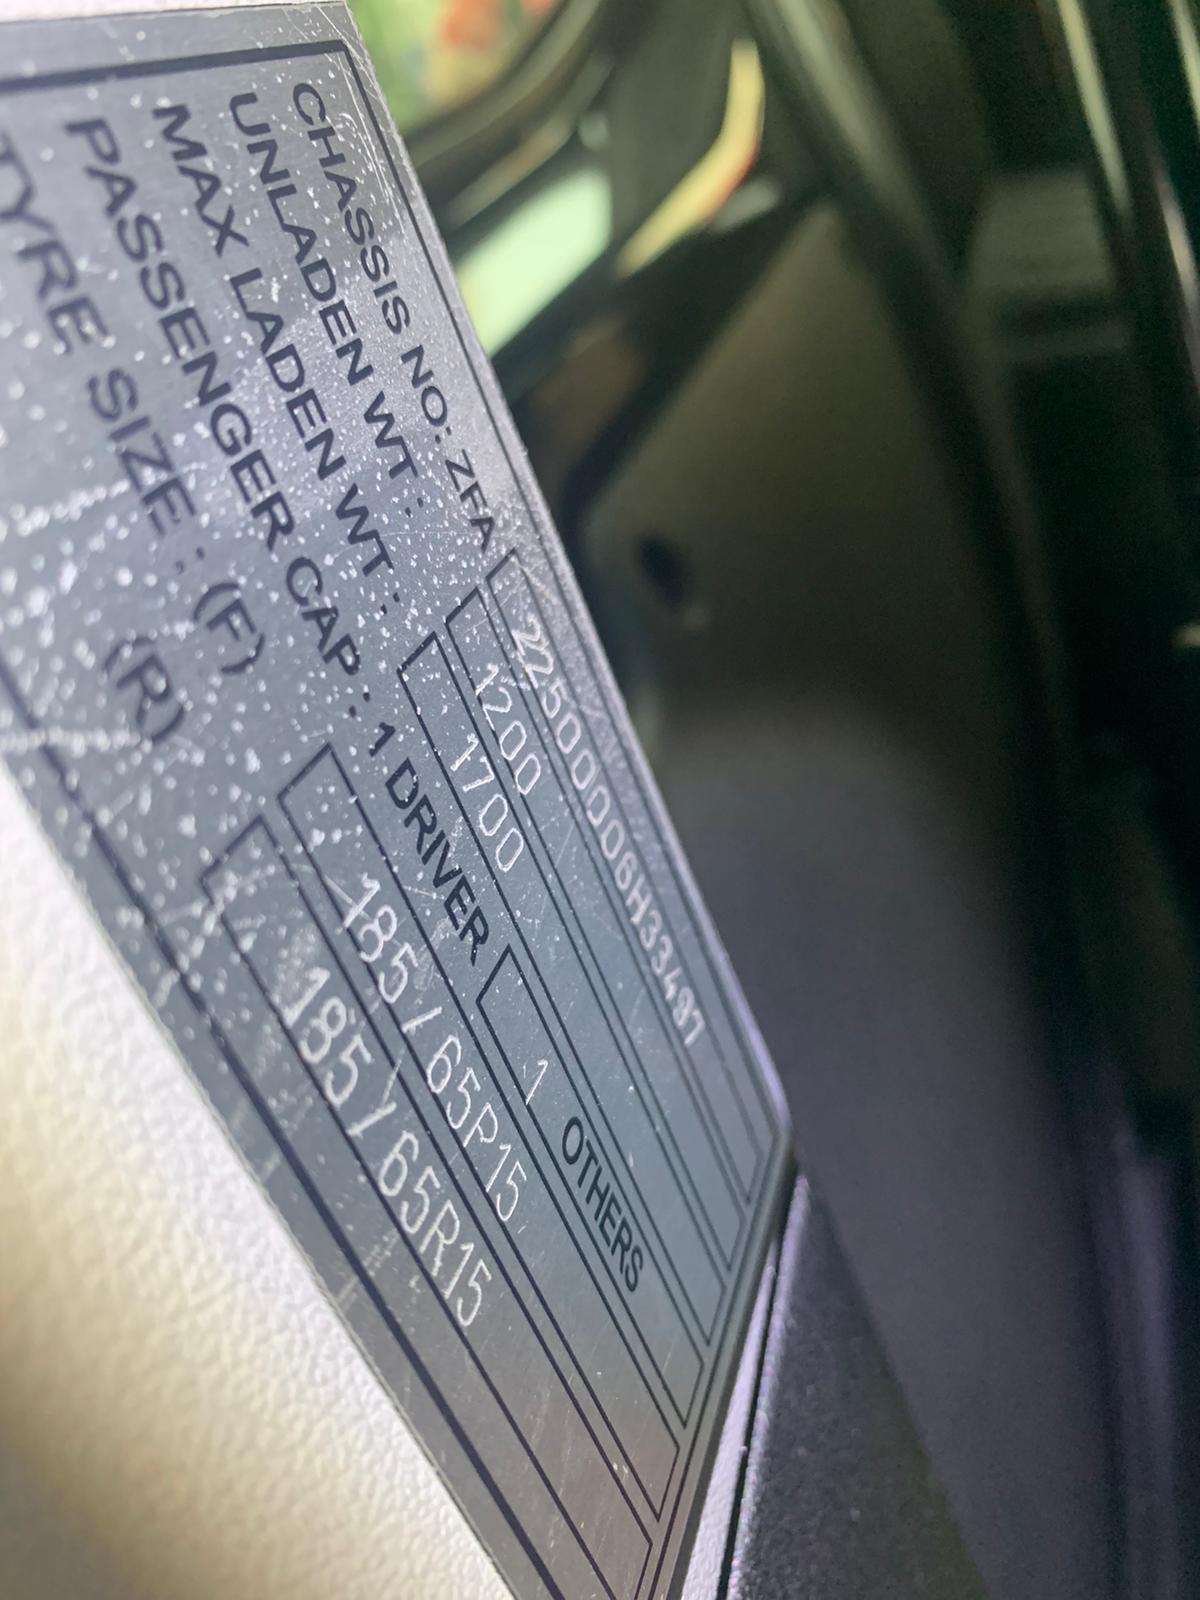 CHASSIS NO: ZFA 22500006H33497
UNLADEN WT : 1200
MAX LADEN WT : 1700
PASSENGER CAP : 1 DRIVER 1 OTHERS
TYRE SIZE : (F) 185/65R15
(R) 185/65R15